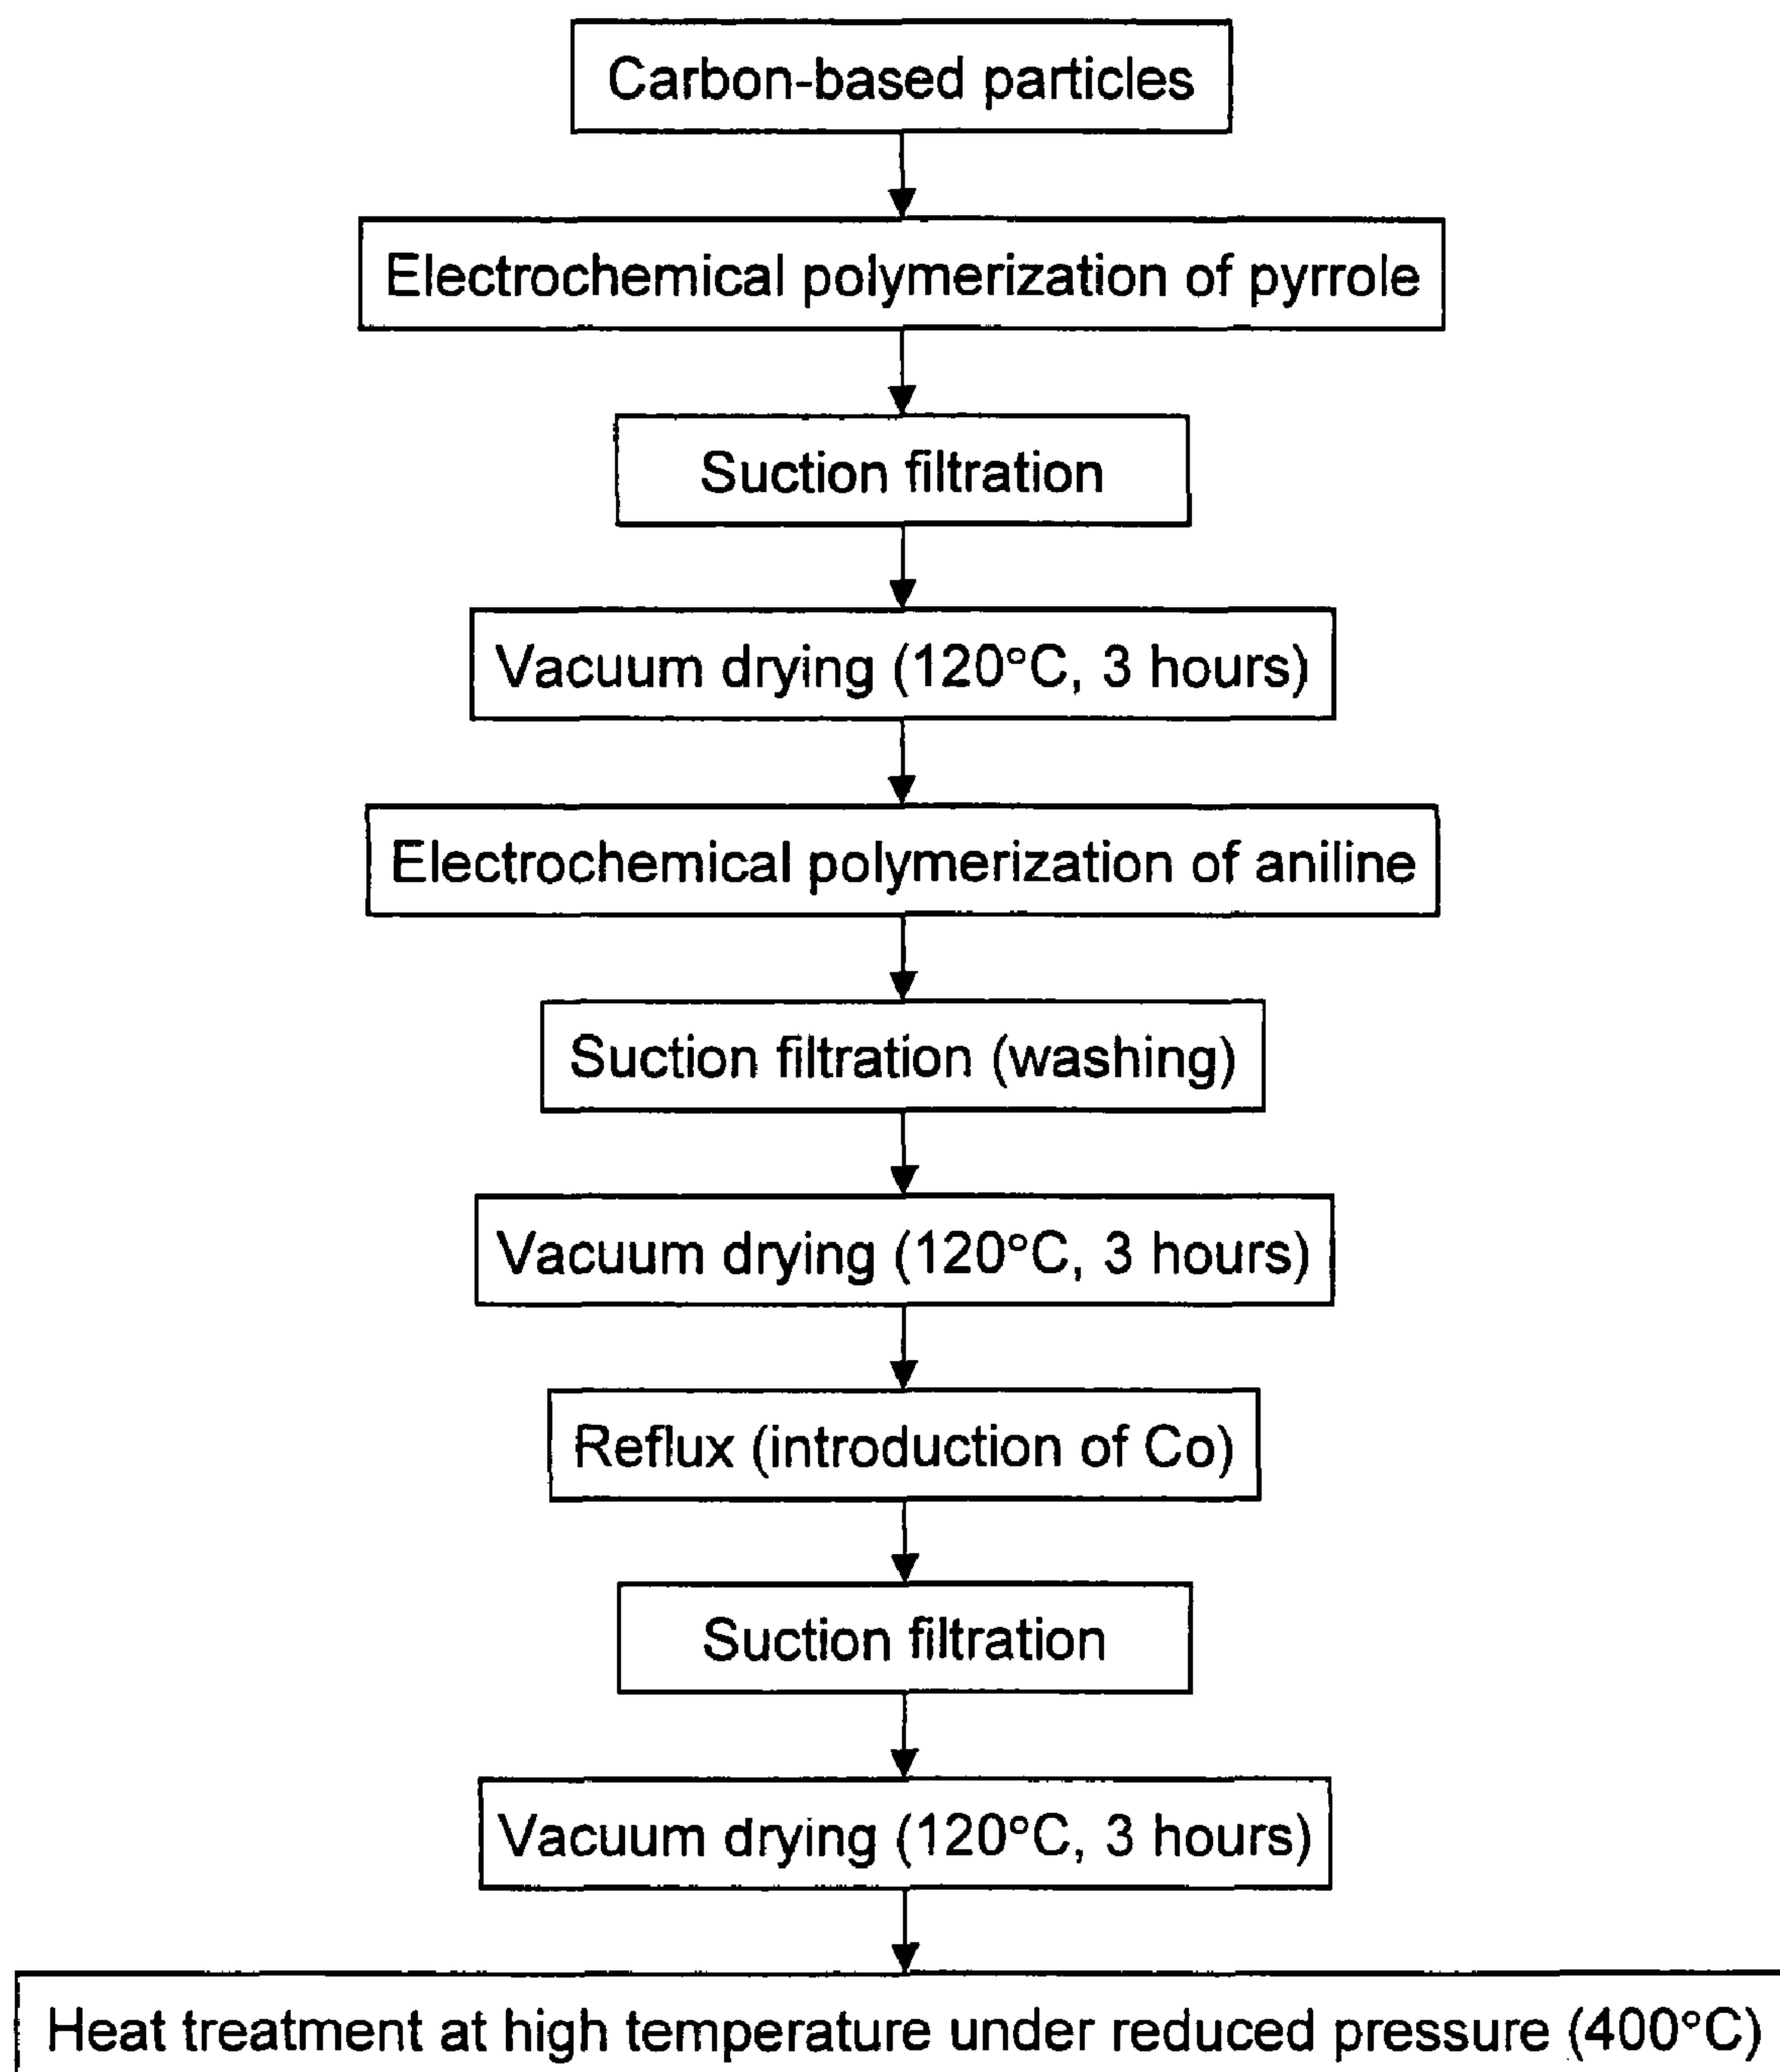 Carbon-based particles
Electrochemical polymerization of pyrrole
Suction filtration
Vacuum drying (120°C, 3 hours)
Electrochemical polymerization of aniline
Suction filtration (washing)
Vacuum drying (120°C, 3 hours)
Reflux (introduction of Co)
Suction filtration
Vacuum drying (120°C, 3 hours)
Heat treatment at high temperature under reduced pressure (400°C)